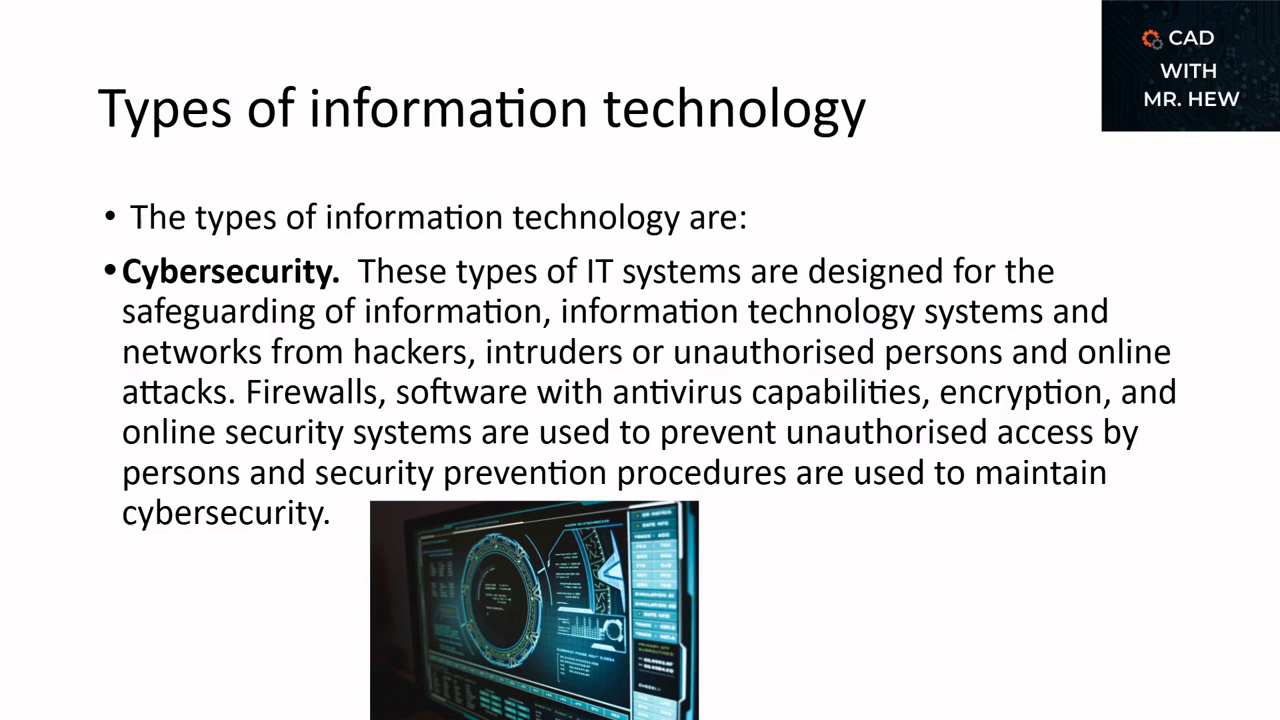 CAD
WITH
MR. HEW
Types of information technology
• The types of information technology are:
• Cybersecurity. These types of IT systems are designed for the
safeguarding of information, information technology systems and
networks from hackers, intruders or unauthorised persons and online
attacks. Firewalls, software with antivirus capabilities, encryption, and
online security systems are used to prevent unauthorised access by
persons and security prevention procedures are used to maintain
cybersecurity.